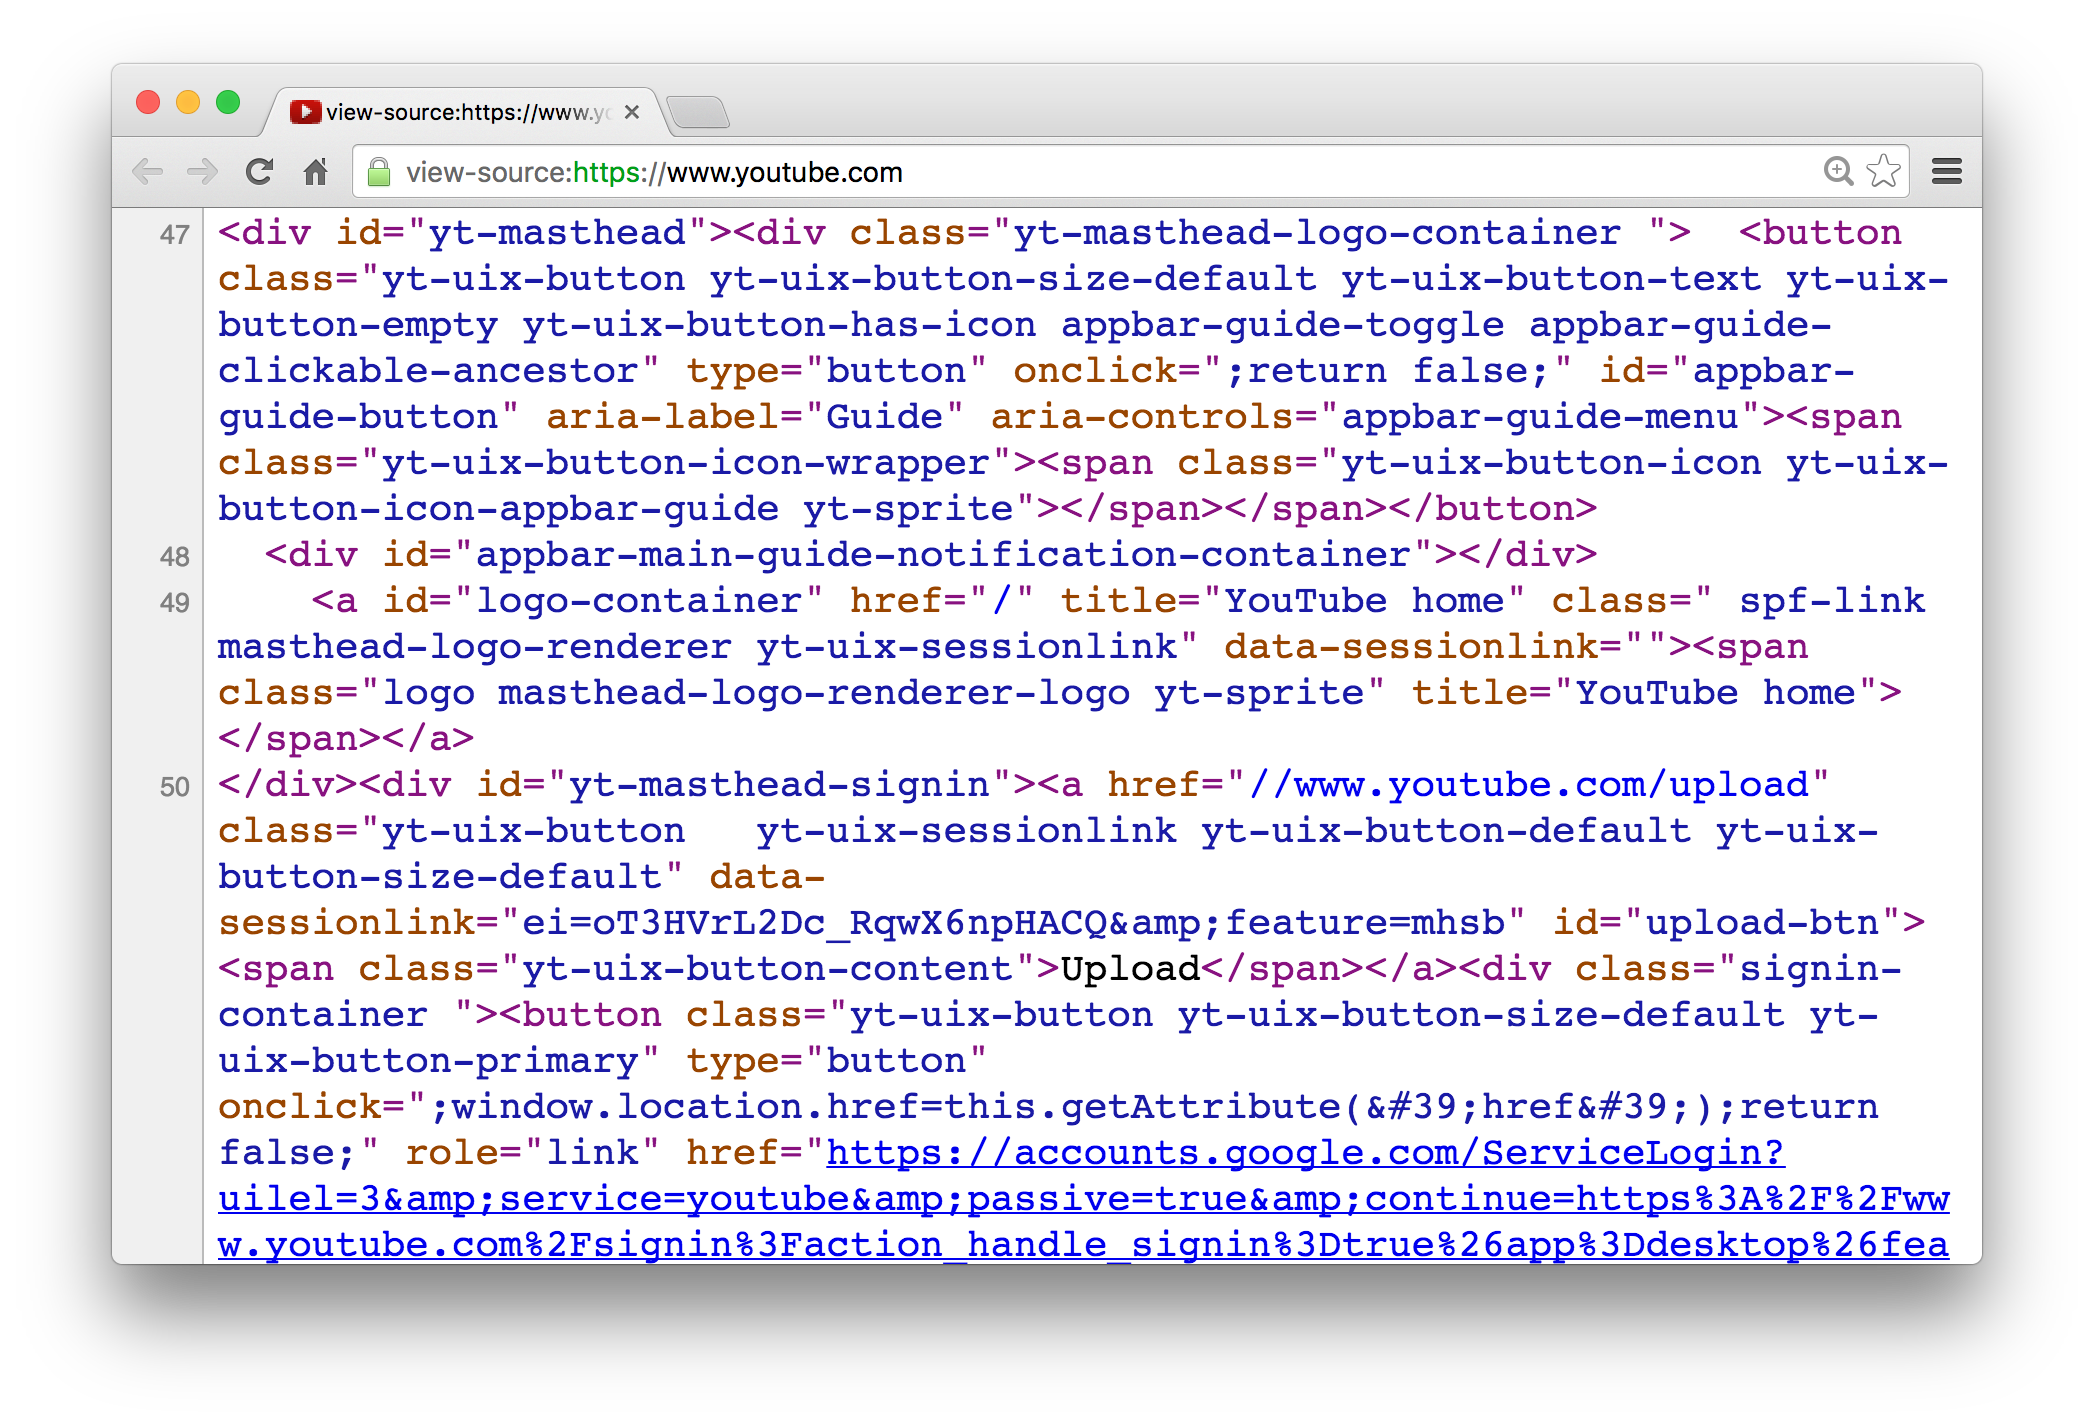 view-source:https://www.yo
view-source:https://www.youtube.com
47 <div id="yt-masthead"><div class="yt-masthead-logo-container ">  <button
class="yt-uix-button yt-uix-button-size-default yt-uix-button-text yt-uix-
button-empty yt-uix-button-has-icon appbar-guide-toggle appbar-guide-
clickable-ancestor" type="button" onclick=";return false;" id="appbar-
guide-button" aria-label="Guide" aria-controls="appbar-guide-menu"><span
class="yt-uix-button-icon-wrapper"><span class="yt-uix-button-icon yt-uix-
button-icon-appbar-guide yt-sprite"></span></span></button>
48   <div id="appbar-main-guide-notification-container"></div>
49     <a id="logo-container" href="/" title="YouTube home" class=" spf-link
masthead-logo-renderer yt-uix-sessionlink" data-sessionlink=""><span
class="logo masthead-logo-renderer-logo yt-sprite" title="YouTube home">
</span></a>
50 </div><div id="yt-masthead-signin"><a href="//www.youtube.com/upload"
class="yt-uix-button   yt-uix-sessionlink yt-uix-button-default yt-uix-
button-size-default" data-
sessionlink="ei=oT3HVrL2Dc_RqwX6npHACQ&amp;feature=mhsb" id="upload-btn">
<span class="yt-uix-button-content">Upload</span></a><div class="signin-
container "><button class="yt-uix-button yt-uix-button-size-default yt-
uix-button-primary" type="button"
onclick=";window.location.href=this.getAttribute(&#39;href&#39;);return
false;" role="link" href="https://accounts.google.com/ServiceLogin?
uilel=3&amp;service=youtube&amp;passive=true&amp;continue=https%3A%2F%2Fww
w.youtube.com%2Fsignin%3Faction_handle_signin%3Dtrue%26app%3Ddesktop%26fea